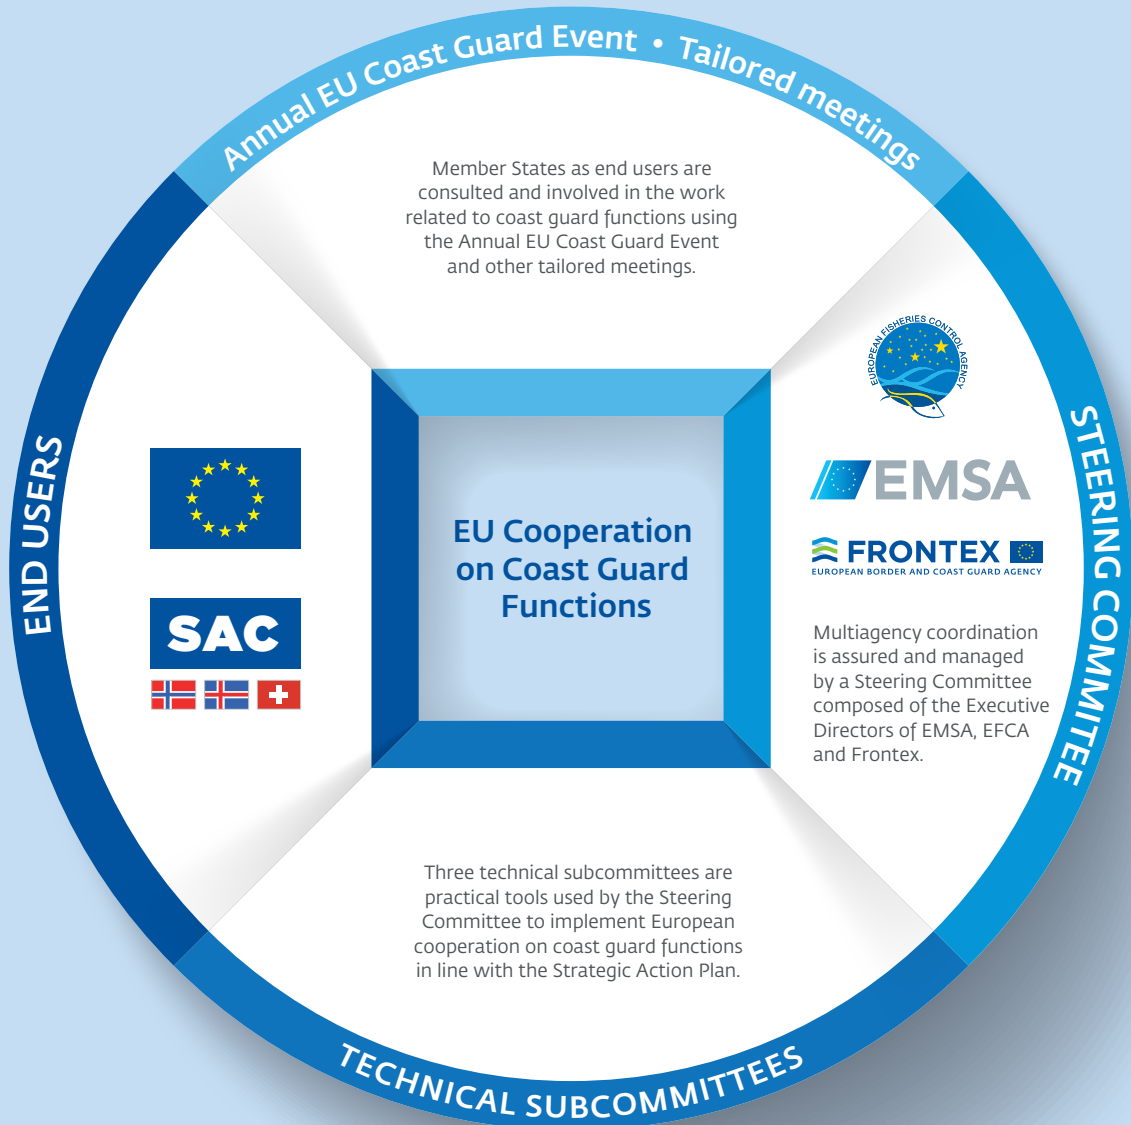 Annual EU Coast Guard Event • Tailored meetings
Member States as end users are
consulted and involved in the work
related to coast guard functions using
the Annual EU Coast Guard Event
and other tailored meetings.
END USERS
SAC
EU Cooperation
on Coast Guard
Functions
EUROPEAN FISHERIES CONTROL AGENCY
EMSA
FRONTEX
EUROPEAN BORDER AND COAST GUARD AGENCY
Multiagency coordination
is assured and managed
by a Steering Committee
composed of the Executive
Directors of EMSA, EFCA
and Frontex.
STEERING COMMITEE
Three technical subcommittees are
practical tools used by the Steering
Committee to implement European
cooperation on coast guard functions
in line with the Strategic Action Plan.
TECHNICAL SUBCOMMITTEES